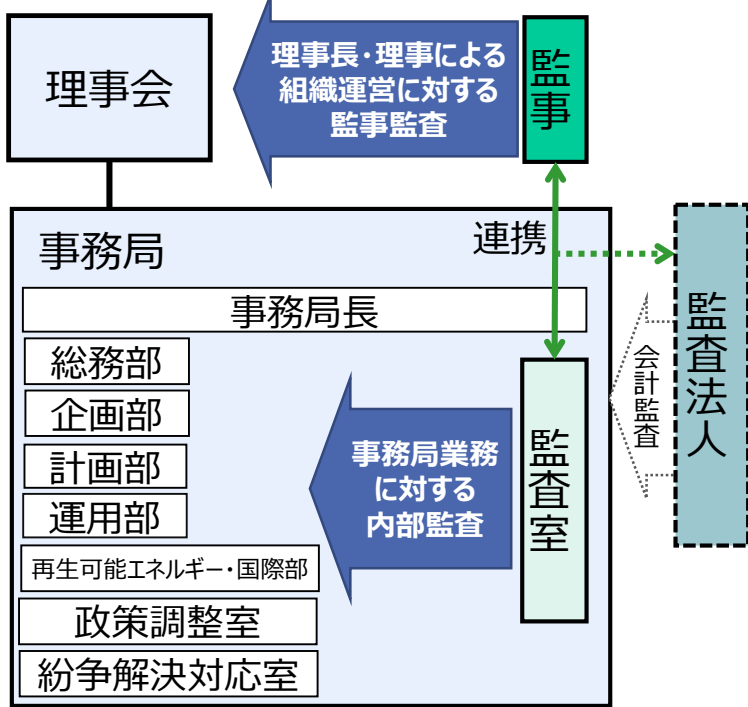 理事会
理事長・理事による
組織運営に対する
監事監査
監事
事務局
連携
事務局長
総務部
企画部
計画部
運用部
再生可能エネルギー・国際部
政策調整室
紛争解決対応室
事務局業務
に対する
内部監査
監査室
会計監査
監査法人